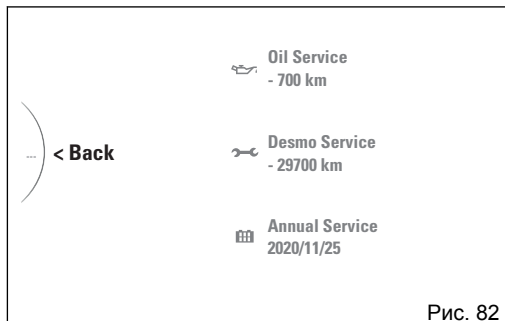 Oil Service
- 700 km
---
< Back
Desmo Service
- 29700 km
Annual Service
2020/11/25
Рис. 82